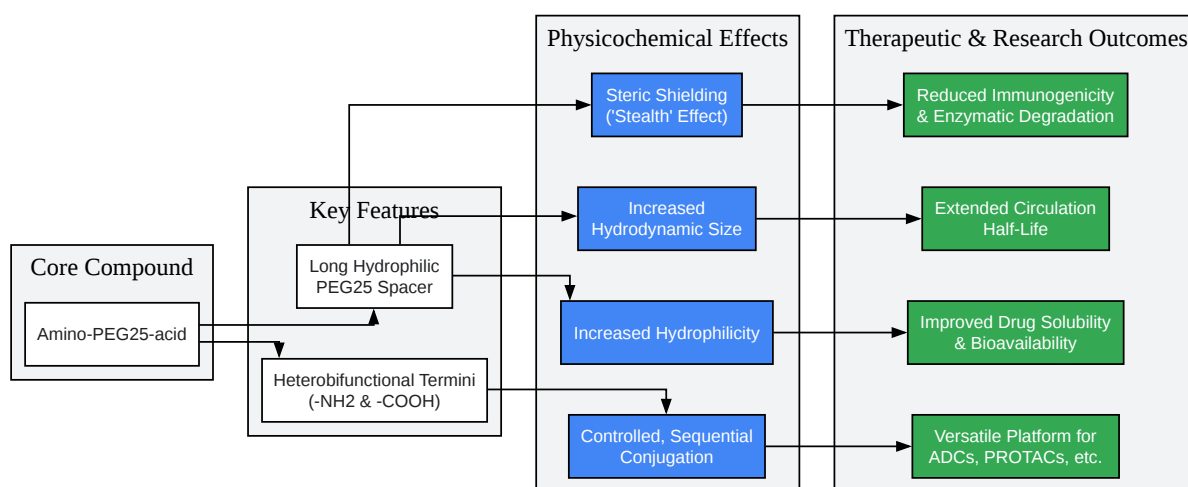 Core Compound
Amino-PEG25-acid
Key Features
Long Hydrophilic
PEG25 Spacer
Heterobifunctional Termini
(-NH2 & -COOH)
Physicochemical Effects
Steric Shielding
('Stealth' Effect)
Increased
Hydrodynamic Size
Increased Hydrophilicity
Controlled, Sequential
Conjugation
Therapeutic & Research Outcomes
Reduced Immunogenicity
& Enzymatic Degradation
Extended Circulation
Half-Life
Improved Drug Solubility
& Bioavailability
Versatile Platform for
ADCs, PROTACs, etc.